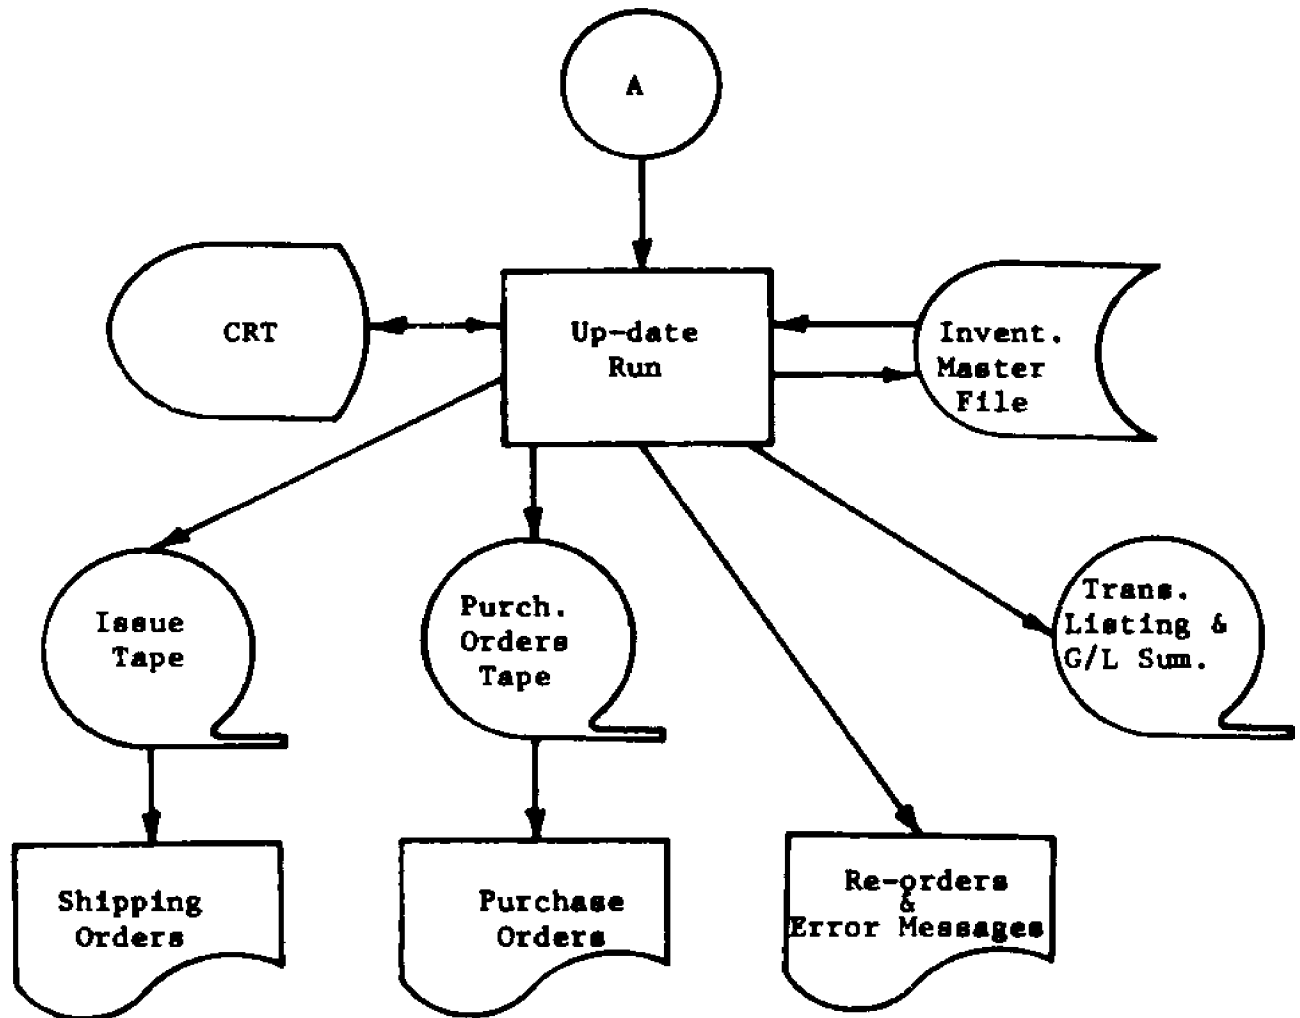 A
CRT
Up-date
Run
Invent.
Master
File
Issue
Tape
Purch.
Orders
Tape
Trans.
Listing &
G/L Sum.
Shipping
Orders
Purchase
Orders
Re-orders
&
Error Messages